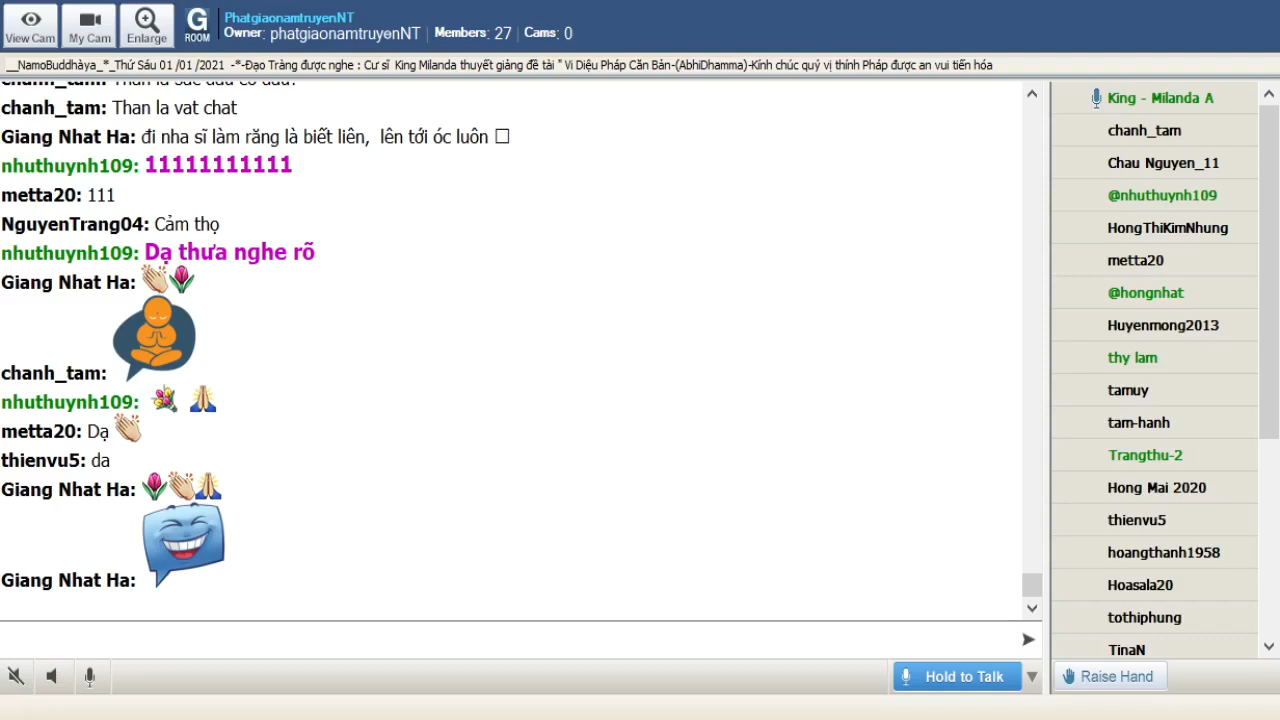 View Cam
My Cam
Enlarge
G
ROOM
PhatgiaonamtruyenNT
Owner: phatgiaonamtruyenNT | Members: 27 | Cams: 0
__NamoBuddhàya_*_Thứ Sáu 01 /01 /2021 -*-Đạo Tràng được nghe : Cư sĩ King Milanda thuyết giảng đề tài " Vi Diệu Pháp Căn Bản-(AbhiDhamma)-Kính chúc quý vị thính Pháp được an vui tiến hóa
chanh_tam: Than la vat chat
Giang Nhat Ha: đi nha sĩ làm răng là biết liên, lên tới óc luôn
nhuthuynh109: 11111111111
metta20: 111
NguyenTrang04: Cảm thọ
nhuthuynh109: Dạ thưa nghe rõ
Giang Nhat Ha:
chanh_tam:
nhuthuynh109:
metta20: Dạ
thienvu5: da
Giang Nhat Ha:
Giang Nhat Ha:
King - Milanda A
chanh_tam
Chau Nguyen_11
@nhuthuynh109
HongThiKimNhung
metta20
@hongnhat
Huyenmong2013
thy lam
tamuy
tam-hanh
Trangthu-2
Hong Mai 2020
thienvu5
hoangthanh1958
Hoasala20
tothiphung
TinaN
Hold to Talk
Raise Hand